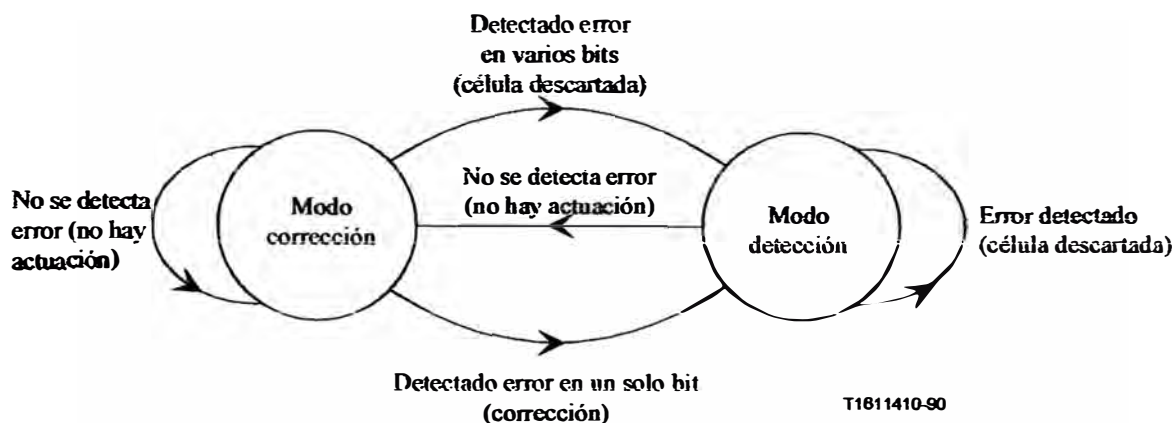 Detectado error
en varios bits
(célula descartada)
No se detecta
error (no hay
actuación)
Modo
corrección
No se detecta error
(no hay actuación)
Modo
detección
Error detectado
(célula descartada)
Detectado error en un solo bit
(corrección)
T1611410-90